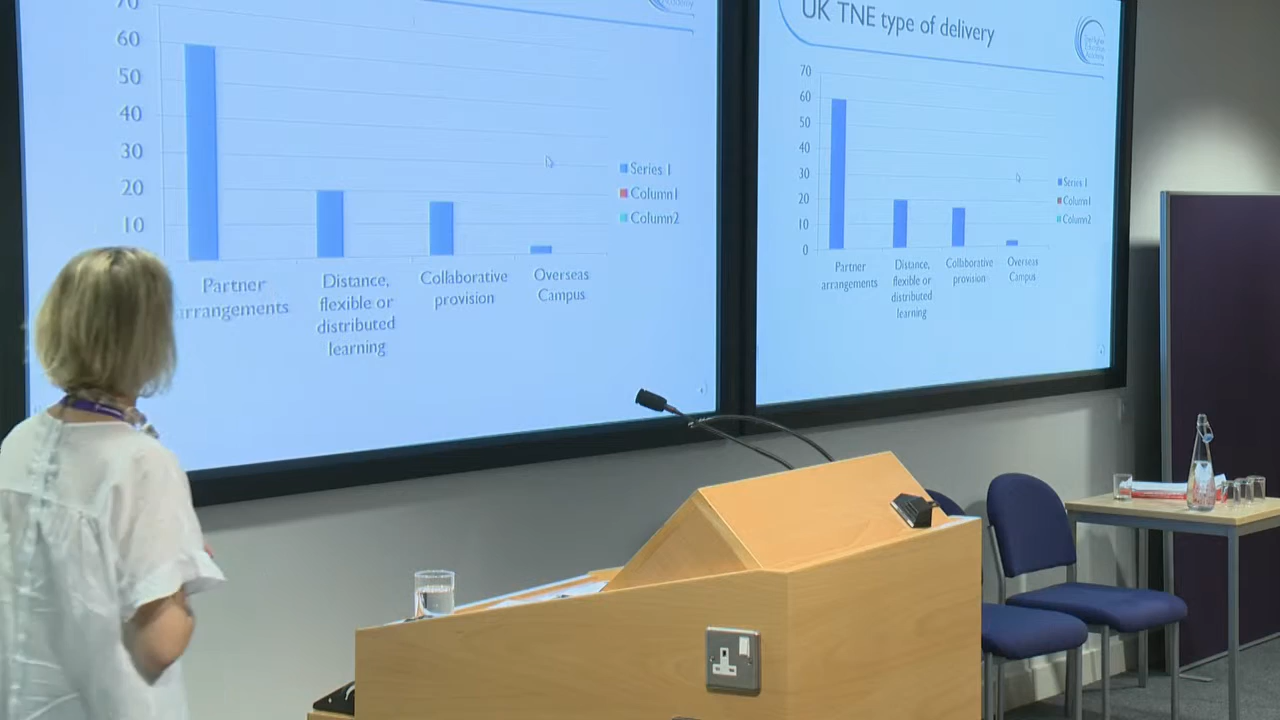 70
60
50
40
30
20
10
Partner
arrangements
Distance,
flexible or
distributed
learning
Collaborative
provision
Overseas
Campus
Series 1
Column1
Column2
UK TNE type of delivery
70
60
50
40
30
20
10
0
Partner
arrangements
Distance,
flexible or
distributed
learning
Collbborative
provision
Overseas
Campus
Series 1
Column1
Column2